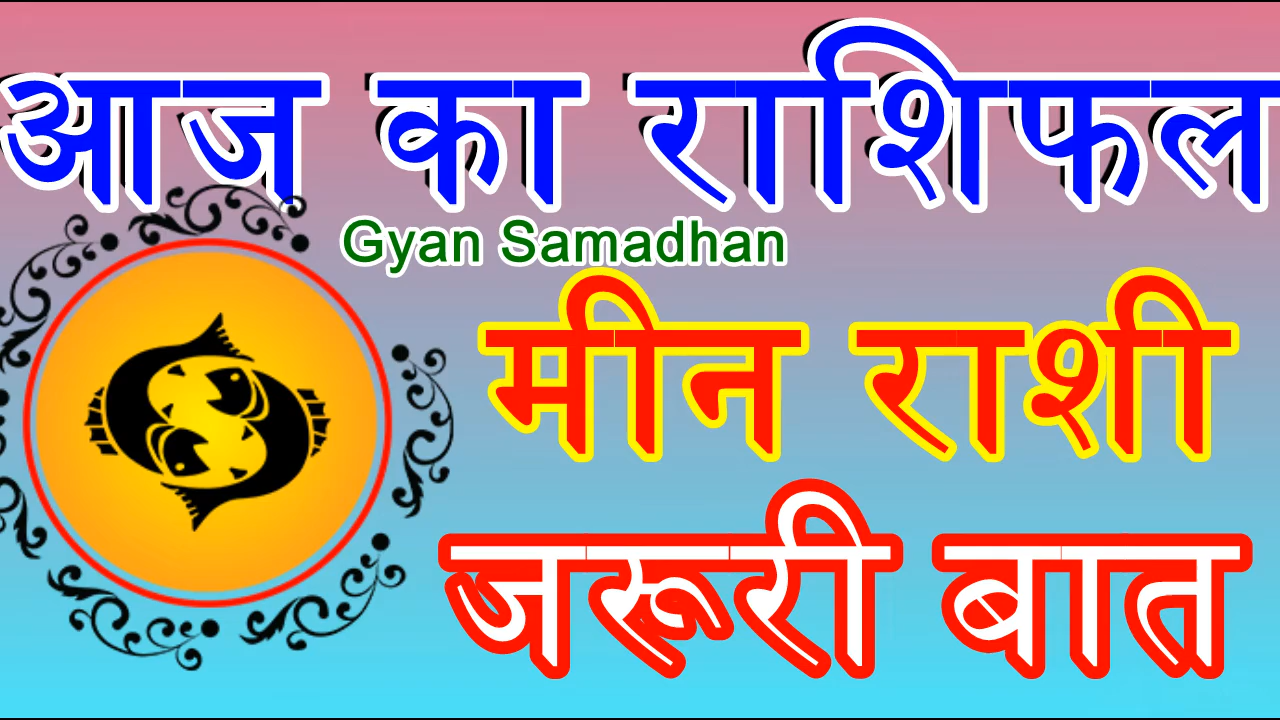 आज का राशिफल
Gyan Samadhan
मीन राशी
जरूरी बात